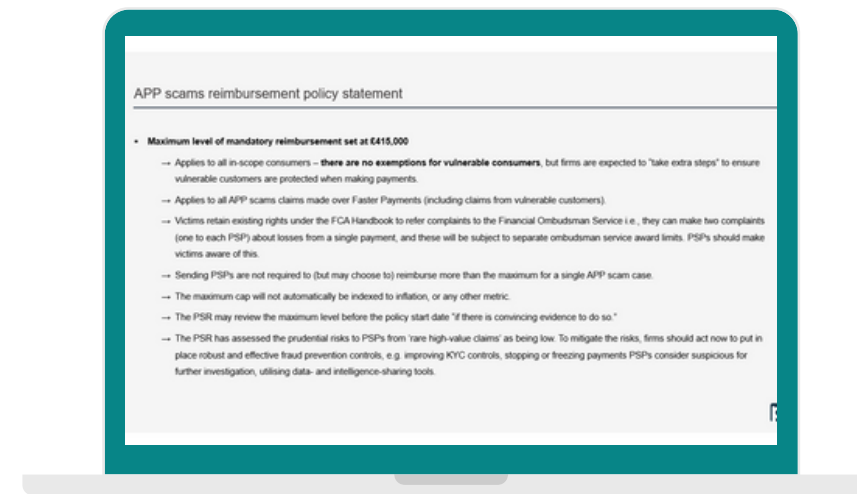 APP scams reimbursement policy statement
• Maximum level of mandatory reimbursement set at £415,000
→ Applies to all in-scope consumers – there are no exemptions for vulnerable consumers, but firms are expected to "take extra steps" to ensure
vulnerable customers are protected when making payments.
→ Applies to all APP scams claims made over Faster Payments (including claims from vulnerable customers).
→ Victims retain existing rights under the FCA Handbook to refer complaints to the Financial Ombudsman Service i.e., they can make two complaints
(one to each PSP) about losses from a single payment, and these will be subject to separate ombudsman service award limits. PSPs should make
victims aware of this.
→ Sending PSPs are not required to (but may choose to) reimburse more than the maximum for a single APP scam case.
→ The maximum cap will not automatically be indexed to inflation, or any other metric.
→ The PSR may review the maximum level before the policy start date "if there is convincing evidence to do so."
→ The PSR has assessed the prudential risks to PSPs from 'rare high-value claims' as being low. To mitigate the risks, firms should act now to put in
place robust and effective fraud prevention controls, e.g. improving KYC controls, stopping or freezing payments PSPs consider suspicious for
further investigation, utilising data- and intelligence-sharing tools.